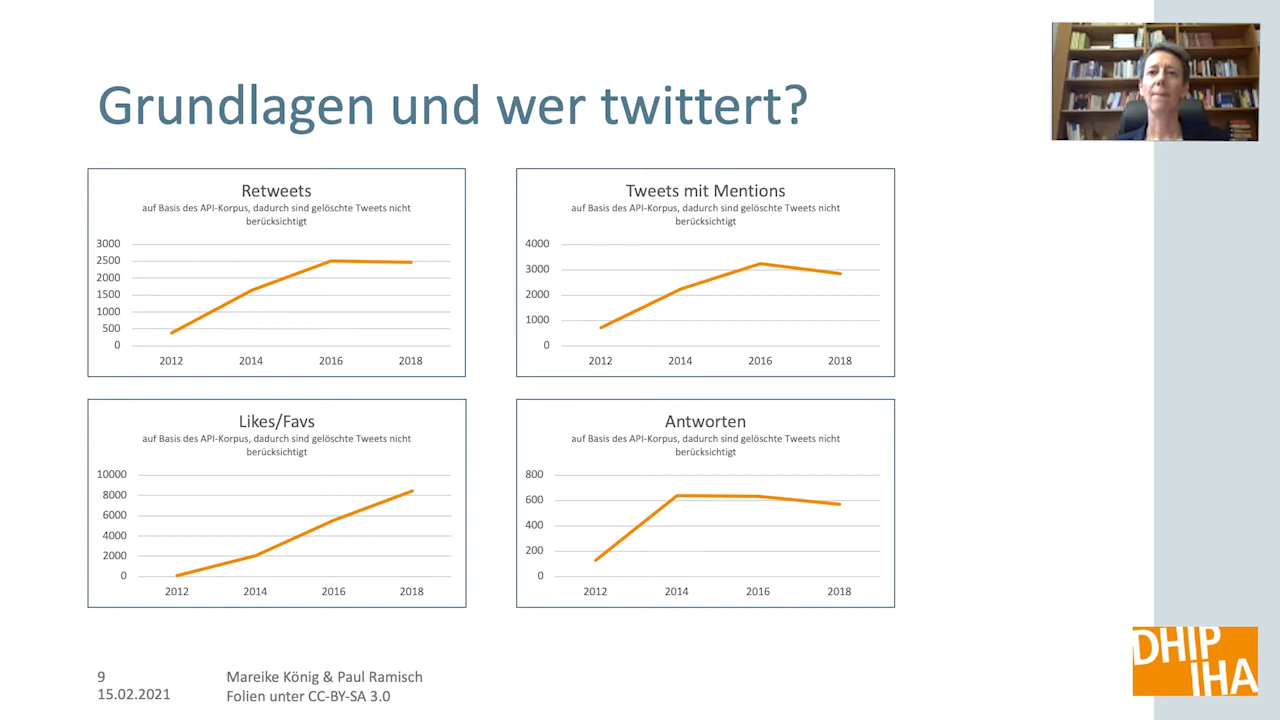 Grundlagen und wer twittert?
Retweets
auf Basis des API-Korpus, dadurch sind gelöschte Tweets nicht
berücksichtigt
3000
2500
2000
1500
1000
500
0
2012 2014 2016 2018
Tweets mit Mentions
auf Basis des API-Korpus, dadurch sind gelöschte Tweets nicht
berücksichtigt
4000
3000
2000
1000
0
2012 2014 2016 2018
Likes/Favs
auf Basis des API-Korpus, dadurch sind gelöschte Tweets nicht
berücksichtigt
10000
8000
6000
4000
2000
0
2012 2014 2016 2018
Antworten
auf Basis des API-Korpus, dadurch sind gelöschte Tweets nicht
berücksichtigt
800
600
400
200
0
2012 2014 2016 2018
9
15.02.2021
Mareike König & Paul Ramisch
Folien unter CC-BY-SA 3.0
DHIP
IHA